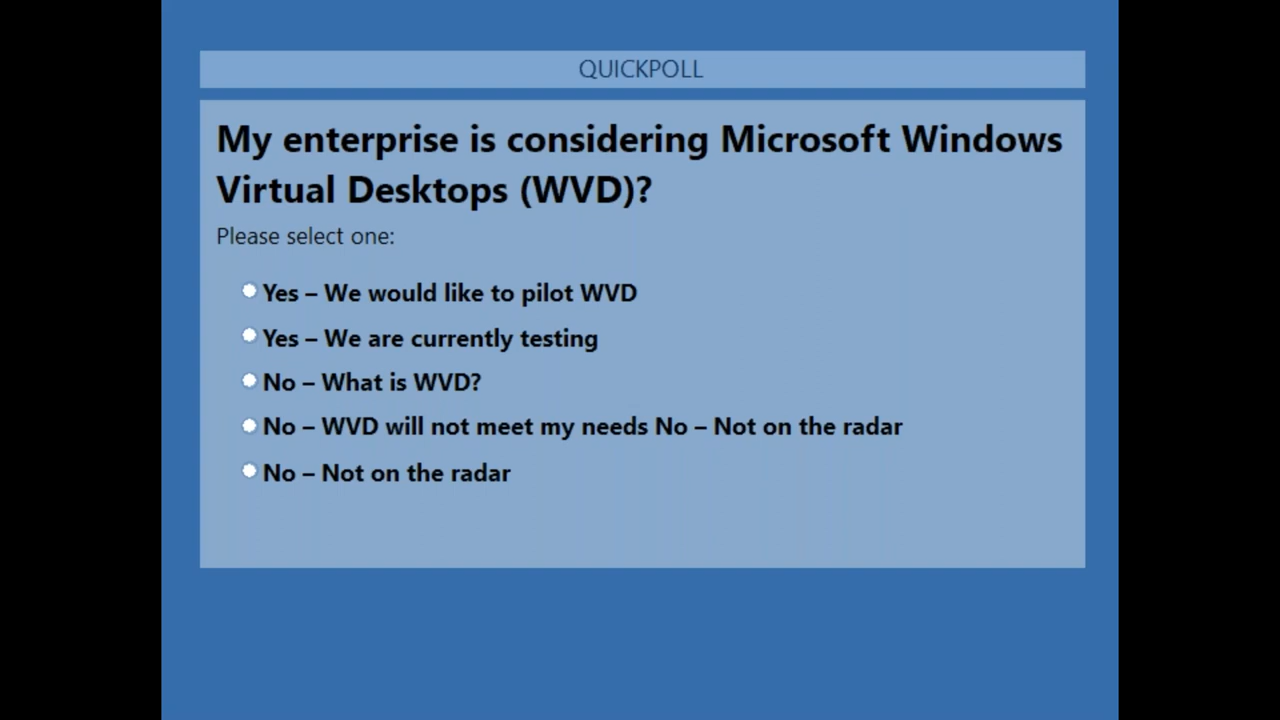 QUICKPOLL
My enterprise is considering Microsoft Windows
Virtual Desktops (WVD)?
Please select one:
Yes – We would like to pilot WVD
Yes – We are currently testing
No – What is WVD?
No – WVD will not meet my needs No – Not on the radar
No – Not on the radar